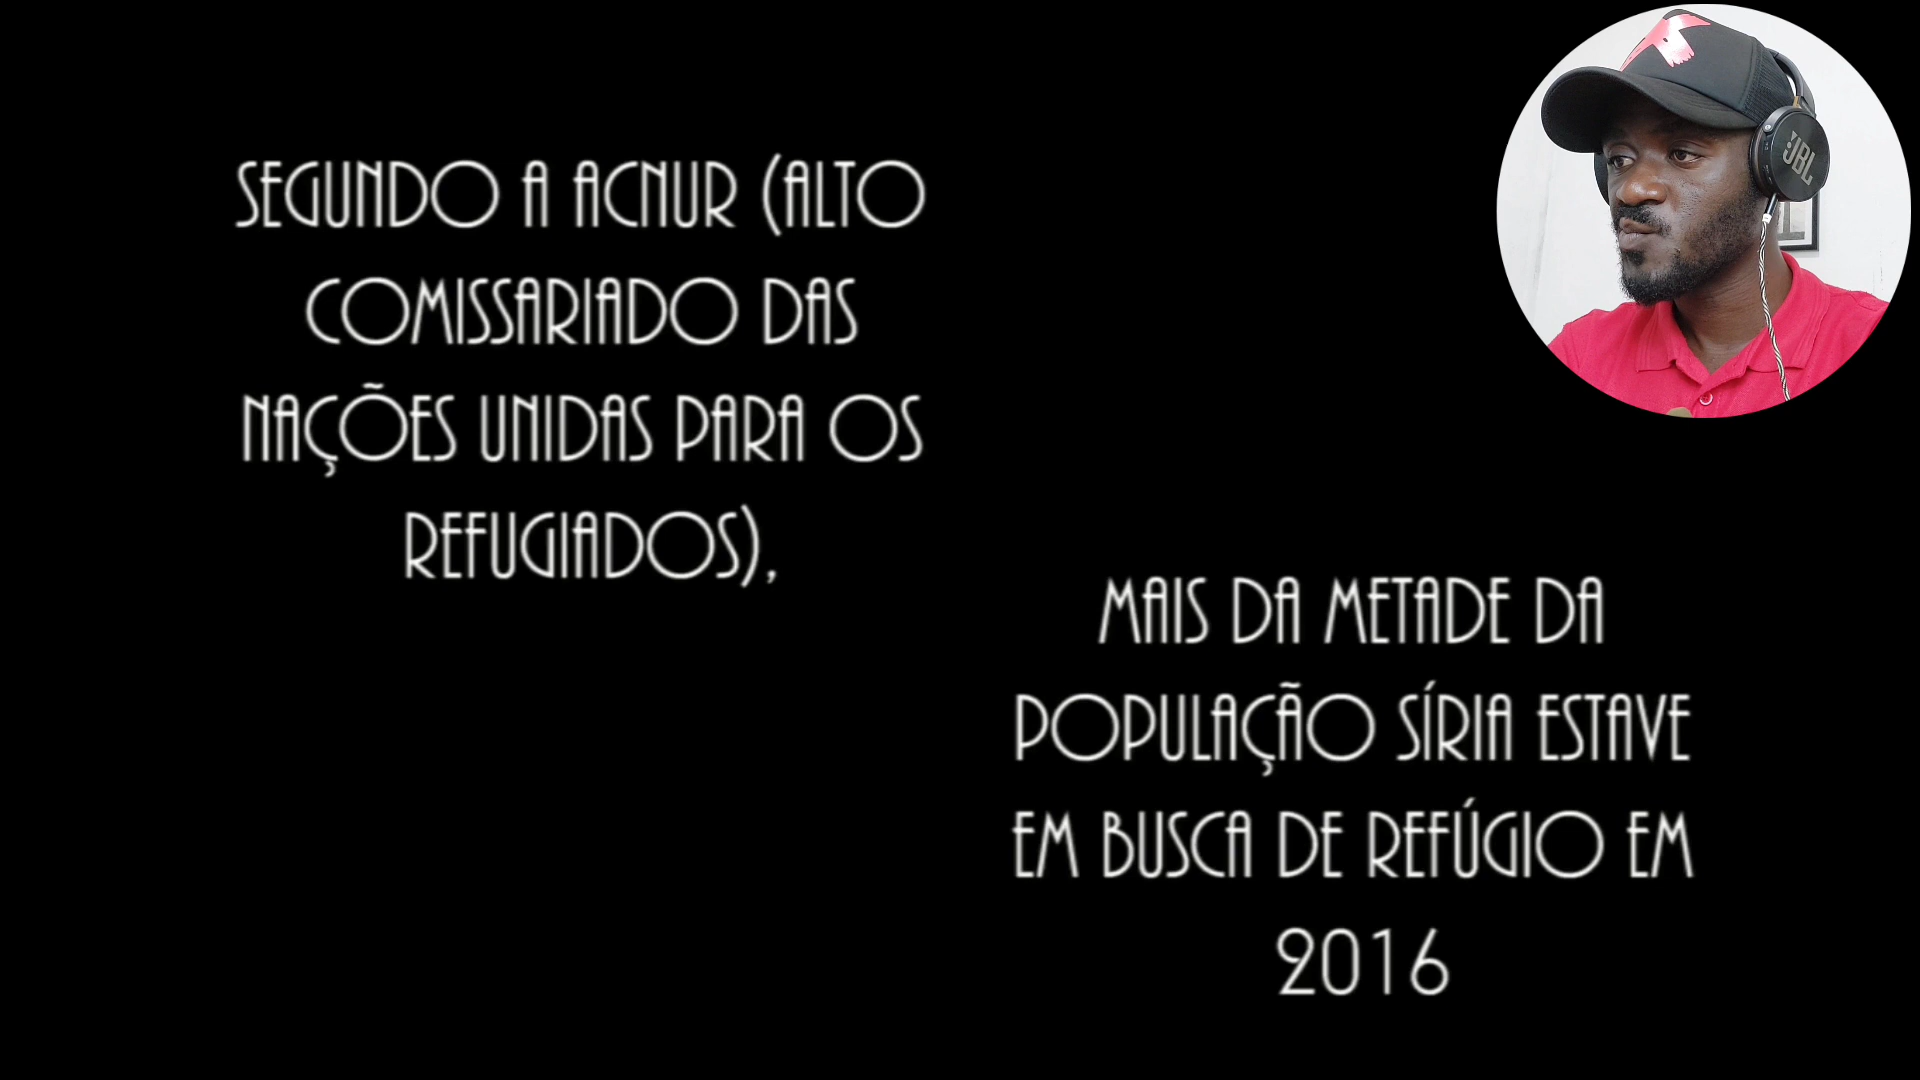 SEGUNDO A ACNUR (ALTO
COMISSARIADO DAS
NAÇÕES UNIDAS PARA OS
REFUGIADOS),
MAIS DA METADE DA
POPULAÇÃO SÍRIA ESTAVE
EM BUSCA DE REFÚGIO EM
2016
JBL